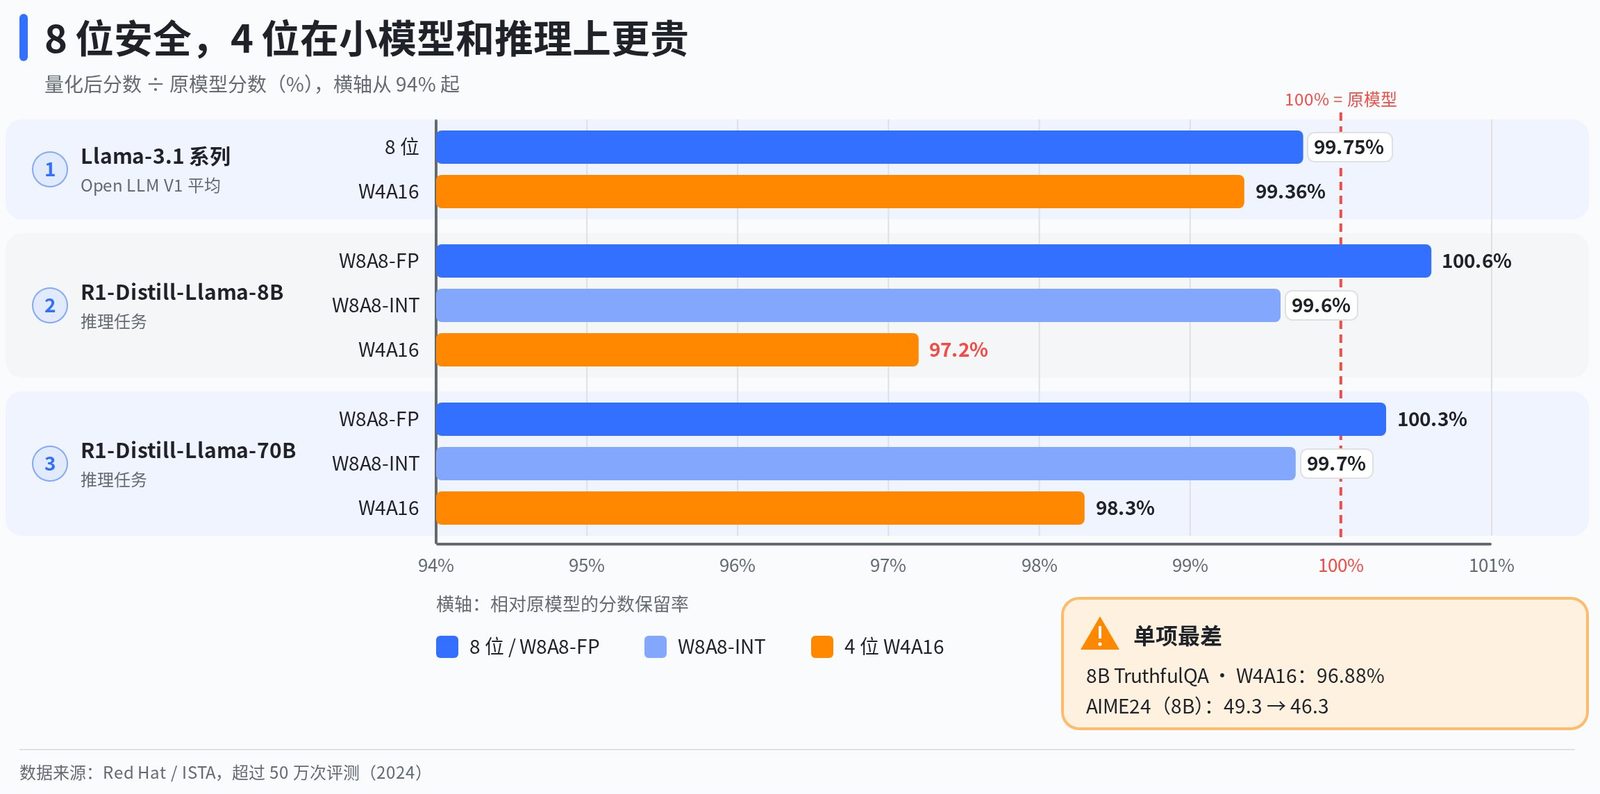 8 位安全，4 位在小模型和推理上更贵
量化后分数 ÷ 原模型分数（%），横轴从 94% 起
100% = 原模型
1
Llama-3.1 系列
Open LLM V1 平均
8 位
99.75%
W4A16
99.36%
2
R1-Distill-Llama-8B
推理任务
W8A8-FP
100.6%
W8A8-INT
99.6%
W4A16
97.2%
3
R1-Distill-Llama-70B
推理任务
W8A8-FP
100.3%
W8A8-INT
99.7%
W4A16
98.3%
94% 95% 96% 97% 98% 99% 100% 101%
横轴：相对原模型的分数保留率
8 位 / W8A8-FP W8A8-INT 4 位 W4A16
单项最差
8B TruthfulQA · W4A16：96.88%
AIME24（8B）：49.3 → 46.3
数据来源：Red Hat / ISTA，超过 50 万次评测（2024）